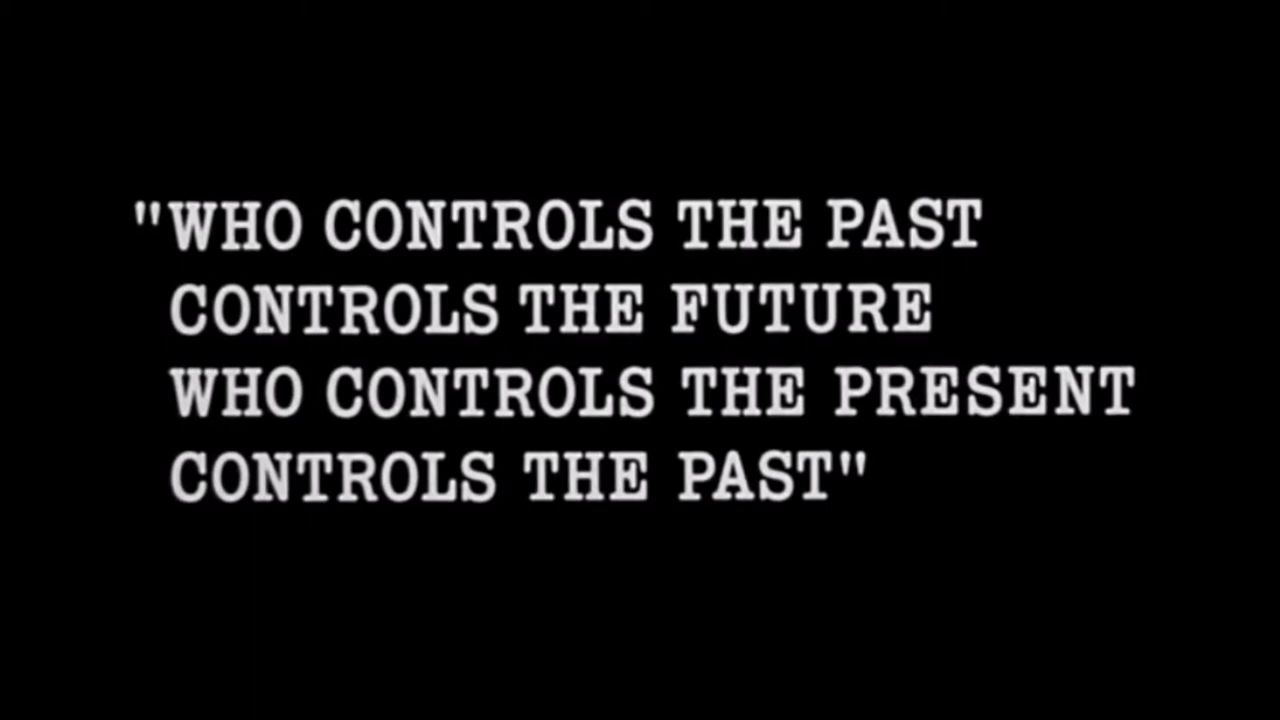 "WHO CONTROLS THE PAST
CONTROLS THE FUTURE
WHO CONTROLS THE PRESENT
CONTROLS THE PAST"